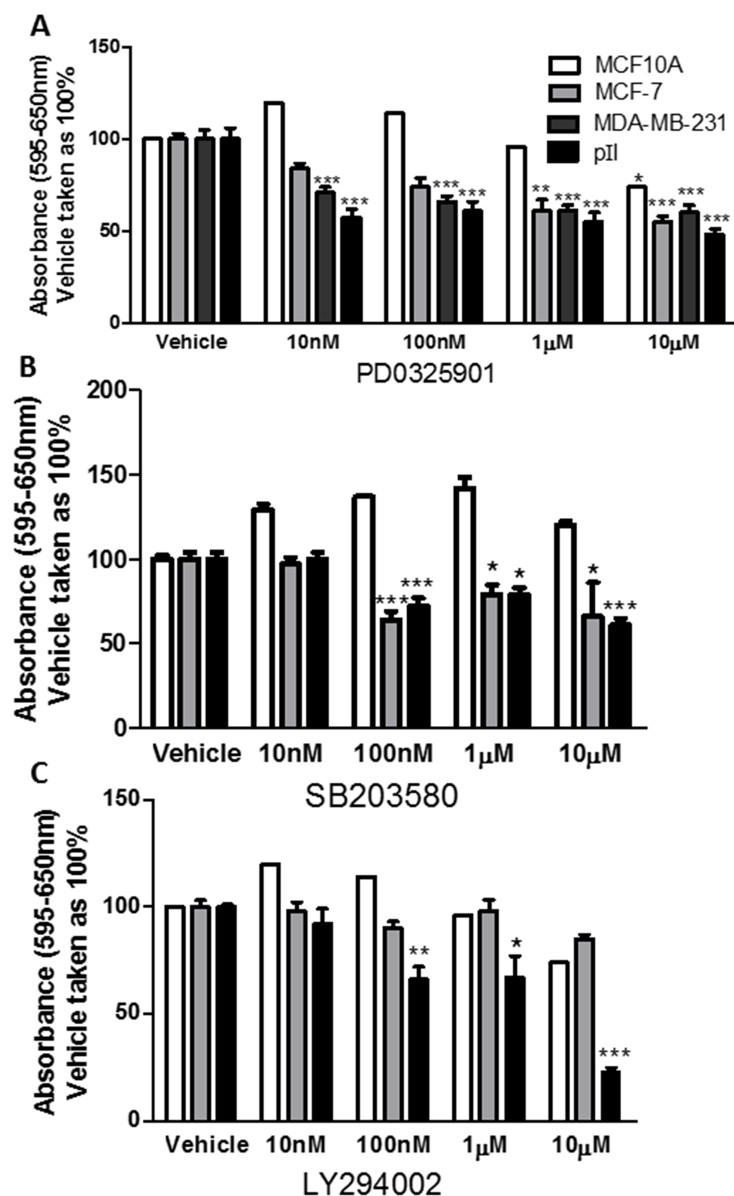 A
Absorbance (595-650nm)
Vehicle taken as 100%
150
100
50
0
MCF10A
MCF-7
MDA-MB-231
pII
*** *** *** *** ** *** *** * *** *** ***
Vehicle 10nM 100nM 1µM 10µM
PD0325901
B
Absorbance (595-650nm)
Vehicle taken as 100%
200
150
100
50
0
*** *** * * * ***
Vehicle 10nM 100nM 1µM 10µM
SB203580
C
Absorbance (595-650nm)
Vehicle taken as 100%
150
100
50
0
** * ***
Vehicle 10nM 100nM 1µM 10µM
LY294002